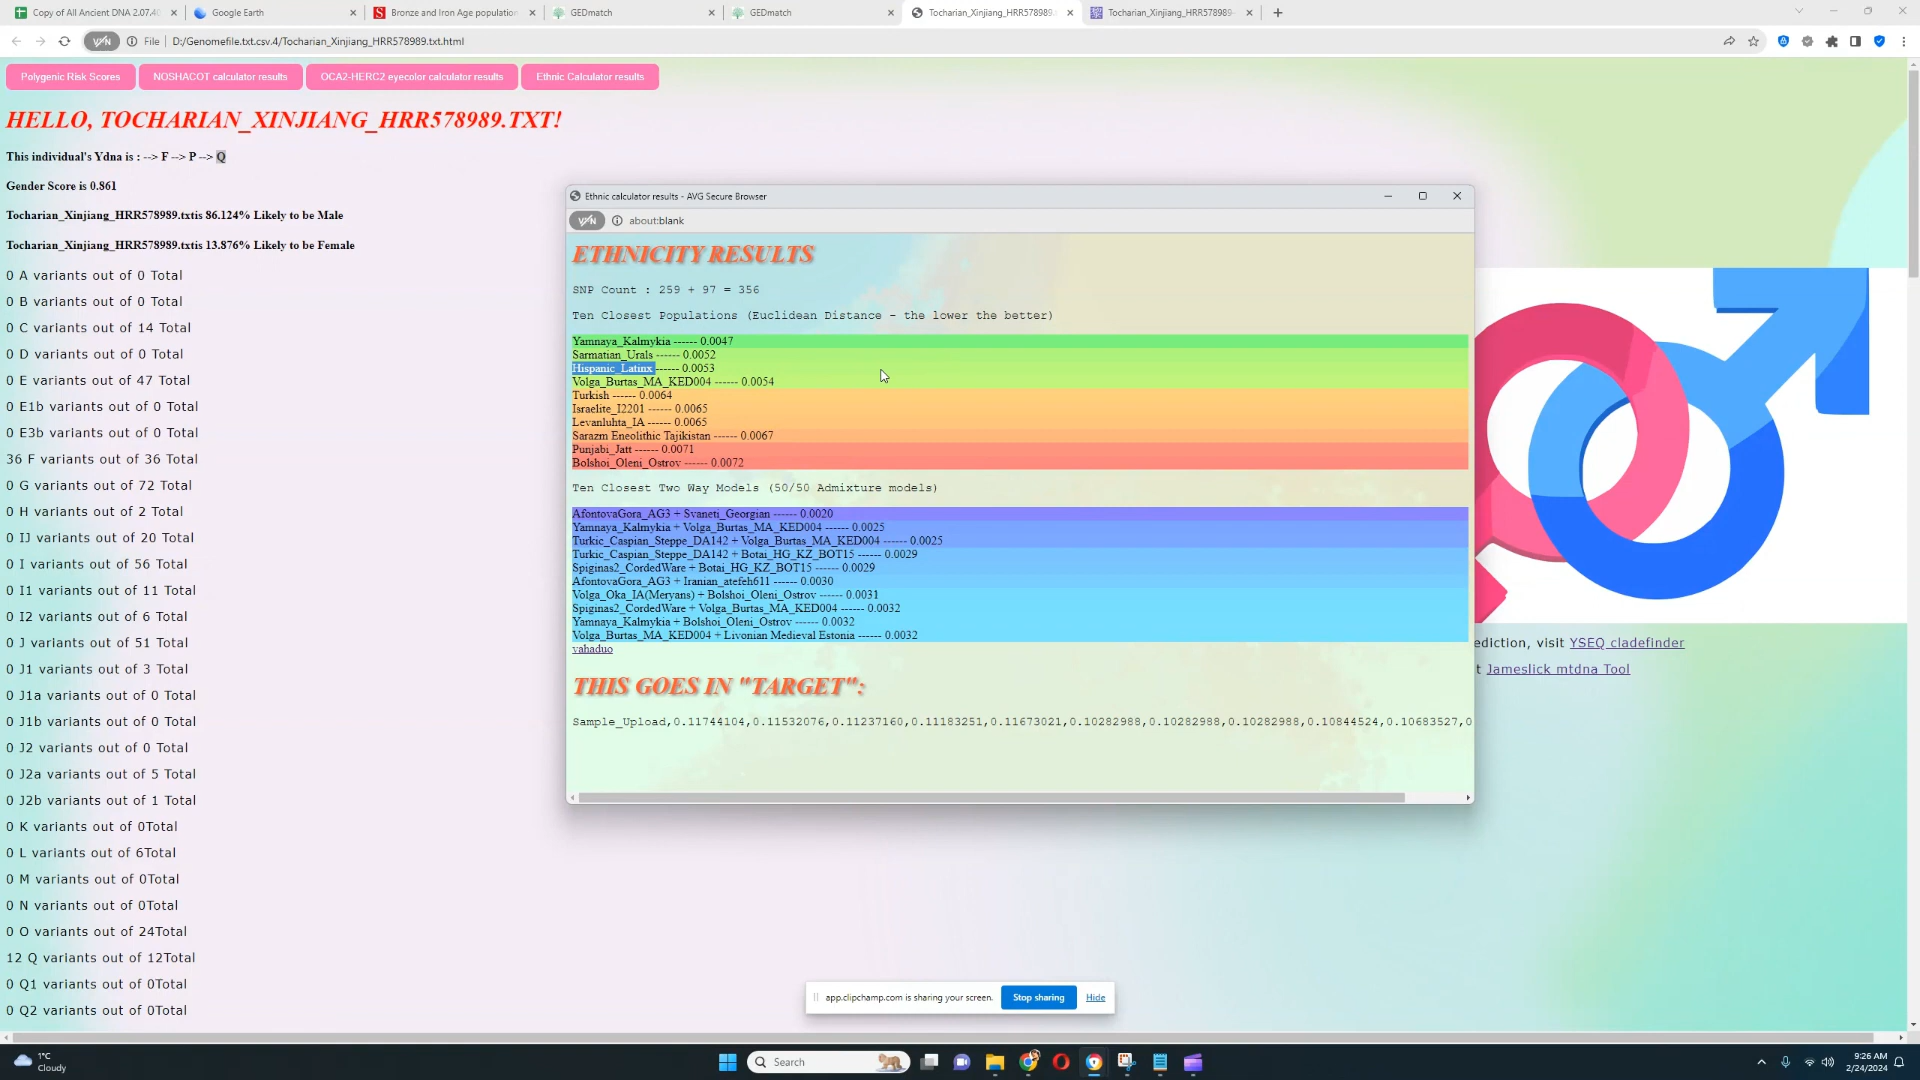 Copy of All Ancient DNA 2.07.40
Google Earth
Bronze and Iron Age population
GEDmatch
GEDmatch
Tocharian_Xinjiang_HRR578989.
Tocharian_Xinjiang_HRR578989-
VPN
File
D:/Genomefile.txt.csv.4/Tocharian_Xinjiang_HRR578989.txt.html
Polygenic Risk Scores
NOSHACOT calculator results
OCA2-HERC2 eyecolor calculator results
Ethnic Calculator results
HELLO, TOCHARIAN_XINJIANG_HRR578989.TXT!
This individual's Ydna is : --> F --> P --> Q
Gender Score is 0.861
Tocharian_Xinjiang_HRR578989.txtis 86.124% Likely to be Male
Tocharian_Xinjiang_HRR578989.txtis 13.876% Likely to be Female
0 A variants out of 0 Total
0 B variants out of 0 Total
0 C variants out of 14 Total
0 D variants out of 0 Total
0 E variants out of 47 Total
0 E1b variants out of 0 Total
0 E3b variants out of 0 Total
36 F variants out of 36 Total
0 G variants out of 72 Total
0 H variants out of 2 Total
0 IJ variants out of 20 Total
0 I variants out of 56 Total
0 I1 variants out of 11 Total
0 I2 variants out of 6 Total
0 J variants out of 51 Total
0 J1 variants out of 3 Total
0 J1a variants out of 0 Total
0 J1b variants out of 0 Total
0 J2 variants out of 0 Total
0 J2a variants out of 5 Total
0 J2b variants out of 1 Total
0 K variants out of 0Total
0 L variants out of 6Total
0 M variants out of 0Total
0 N variants out of 0Total
0 O variants out of 24Total
12 Q variants out of 12Total
0 Q1 variants out of 0Total
0 Q2 variants out of 0Total
Ethnic calculator results - AVG Secure Browser
VPN
about:blank
ETHNICITY RESULTS
SNP Count : 259 + 97 = 356
Ten Closest Populations (Euclidean Distance - the lower the better)
Yamnaya_Kalmykia ------ 0.0047
Sarmatian_Urals ------ 0.0052
Hispanic_Latinx ------ 0.0053
Volga_Burtas_MA_KED004 ------ 0.0054
Turkish ------ 0.0064
Israelite_I2201 ------ 0.0065
Levanluhta_IA ------ 0.0065
Sarazm Eneolithic Tajikistan ------ 0.0067
Punjabi_Jatt ------ 0.0071
Bolshoi_Oleni_Ostrov ------ 0.0072
Ten Closest Two Way Models (50/50 Admixture models)
AfontovaGora_AG3 + Svaneti_Georgian ------ 0.0020
Yamnaya_Kalmykia + Volga_Burtas_MA_KED004 ------ 0.0025
Turkic_Caspian_Steppe_DA142 + Volga_Burtas_MA_KED004 ------ 0.0025
Turkic_Caspian_Steppe_DA142 + Botai_HG_KZ_BOT15 ------ 0.0029
Spiginas2_CordedWare + Botai_HG_KZ_BOT15 ------ 0.0029
AfontovaGora_AG3 + Iranian_atefeh611 ------ 0.0030
Volga_Oka_IA(Meryans) + Bolshoi_Oleni_Ostrov ------ 0.0031
Spiginas2_CordedWare + Volga_Burtas_MA_KED004 ------ 0.0032
Yamnaya_Kalmykia + Bolshoi_Oleni_Ostrov ------ 0.0032
Volga_Burtas_MA_KED004 + Livonian Medieval Estonia ------ 0.0032
vahaduo
THIS GOES IN "TARGET":
Sample_Upload,0.11744104,0.11532076,0.11237160,0.11183251,0.11673021,0.10282988,0.10282988,0.10282988,0.10844524,0.10683527,0
ediction, visit YSEQ cladefinder
t Jameslick mtdna Tool
app.clipchamp.com is sharing your screen.
Stop sharing
Hide
1°C
Cloudy
Search
9:26 AM
2/24/2024